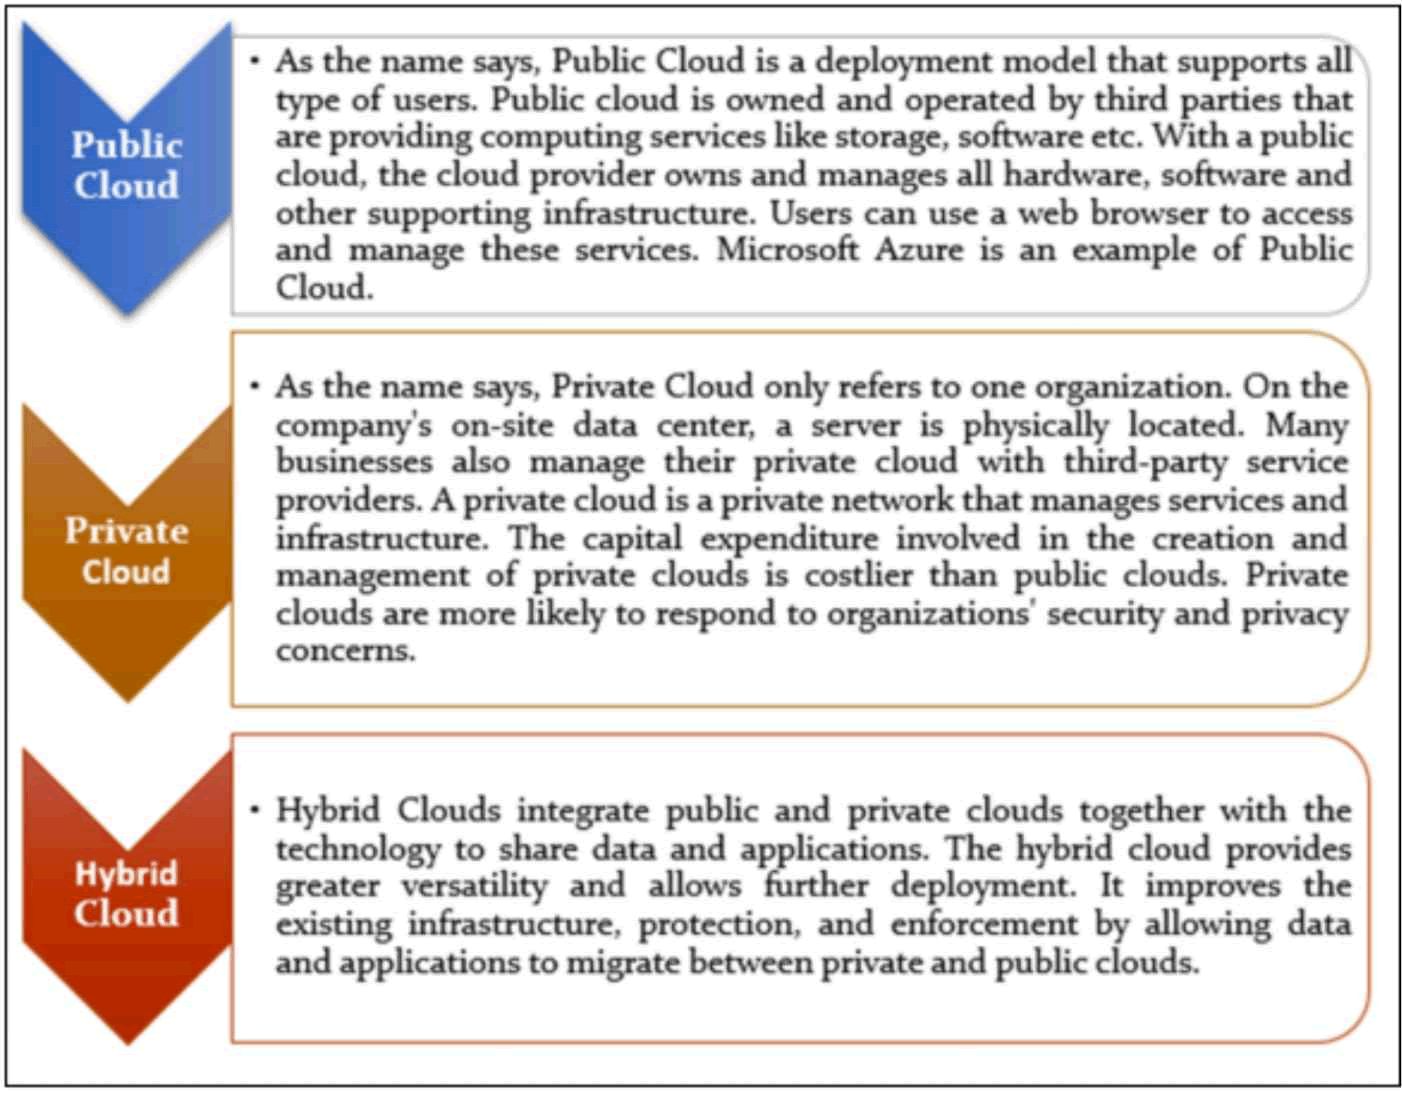 Public
Cloud
• As the name says, Public Cloud is a deployment model that supports all
type of users. Public cloud is owned and operated by third parties that
are providing computing services like storage, software etc. With a public
cloud, the cloud provider owns and manages all hardware, software and
other supporting infrastructure. Users can use a web browser to access
and manage these services. Microsoft Azure is an example of Public
Cloud.
Private
Cloud
• As the name says, Private Cloud only refers to one organization. On the
company's on-site data center, a server is physically located. Many
businesses also manage their private cloud with third-party service
providers. A private cloud is a private network that manages services and
infrastructure. The capital expenditure involved in the creation and
management of private clouds is costlier than public clouds. Private
clouds are more likely to respond to organizations' security and privacy
concerns.
Hybrid
Cloud
• Hybrid Clouds integrate public and private clouds together with the
technology to share data and applications. The hybrid cloud provides
greater versatility and allows further deployment. It improves the
existing infrastructure, protection, and enforcement by allowing data
and applications to migrate between private and public clouds.